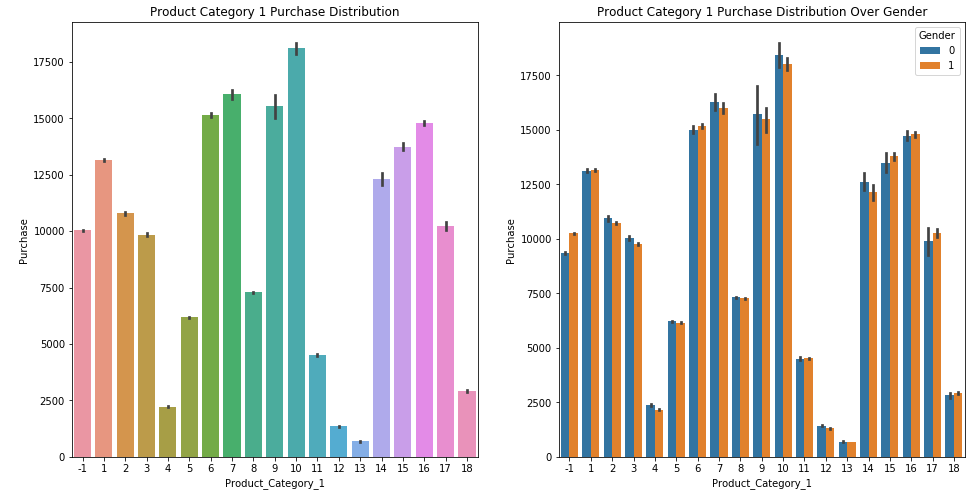 Product Category 1 Purchase Distribution
Purchase
17500
15000
12500
10000
7500
5000
2500
0
-1 1 2 3 4 5 6 7 8 9 10 11 12 13 14 15 16 17 18
Product_Category_1
Product Category 1 Purchase Distribution Over Gender
Gender
0
1
Purchase
17500
15000
12500
10000
7500
5000
2500
0
-1 1 2 3 4 5 6 7 8 9 10 11 12 13 14 15 16 17 18
Product_Category_1